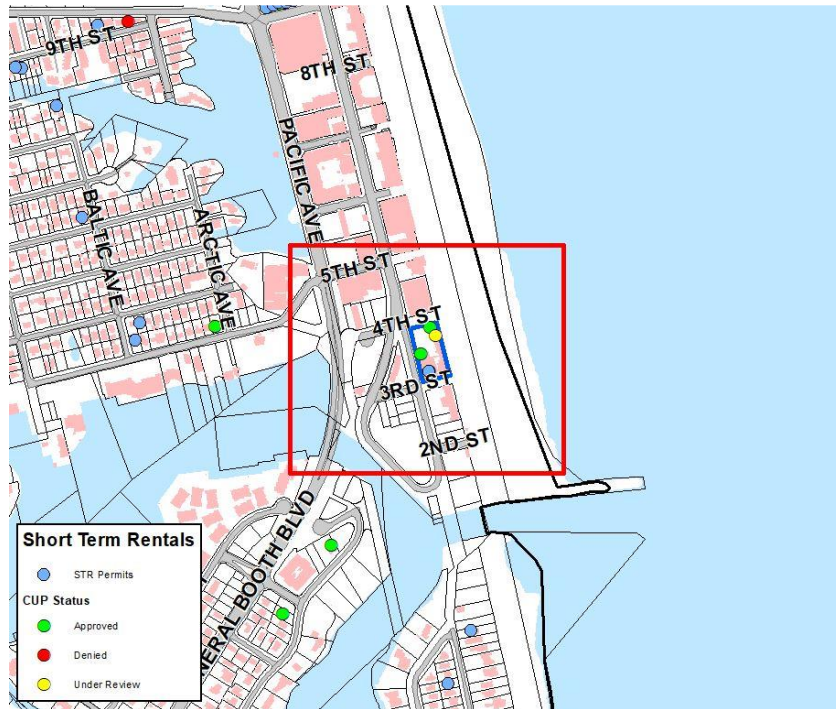 9TH ST
8TH ST
PACIFIC AVE
BALTIC AVE
ARCTIC AVE
5TH ST
4TH ST
3RD ST
2ND ST
NERAL BOOTH BLVD
Short Term Rentals
STR Permits
CUP Status
Approved
Denied
Under Review